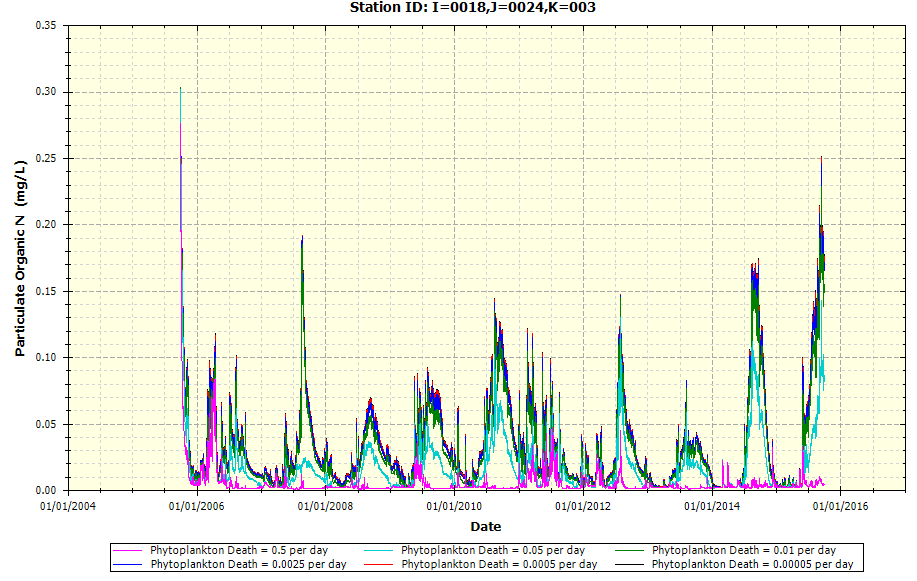 Station ID: I=0018,J=0024,K=003
0.35
0.30
0.25
0.20
0.15
0.10
0.05
0.00
Particulate Organic N (mg/L)
01/01/2004 01/01/2006 01/01/2008 01/01/2010 01/01/2012 01/01/2014 01/01/2016
Date
Phytoplankton Death = 0.5 per day Phytoplankton Death = 0.05 per day Phytoplankton Death = 0.01 per day
Phytoplankton Death = 0.0025 per day Phytoplankton Death = 0.0005 per day Phytoplankton Death = 0.00005 per day